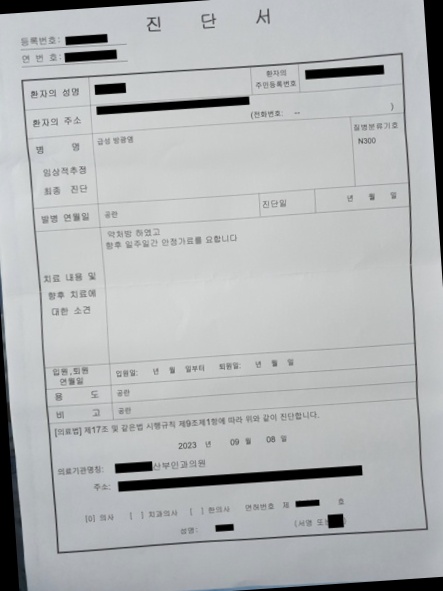 진 단 서
등록번호:
연 번 호:
환자의 성명
환자의 주민등록번호
환자의 주소
(전화번호: -- )
병 명
급성 방광염
질병분류기호
N300
임상적추정
최종 진단
발병 연월일 공란 진단일 년 월 일
약처방 하였고
향후 일주일간 안정가료를 요합니다
치료 내용 및
향후 치료에
대한 소견
입원,퇴원
연월일
입원일: 년 월 일부터 퇴원일: 년 월 일
용 도 공란
비 고 공란
[의료법] 제17조 및 같은법 시행규칙 제9조제1항에 따라 위와 같이 진단합니다.
2023 년 09 월 08 일
의료기관명칭: 산부인과의원
주소:
[0] 의사 [ ] 치과의사 [ ] 한의사 면허번호 제 호
성명: (서명 또는 )